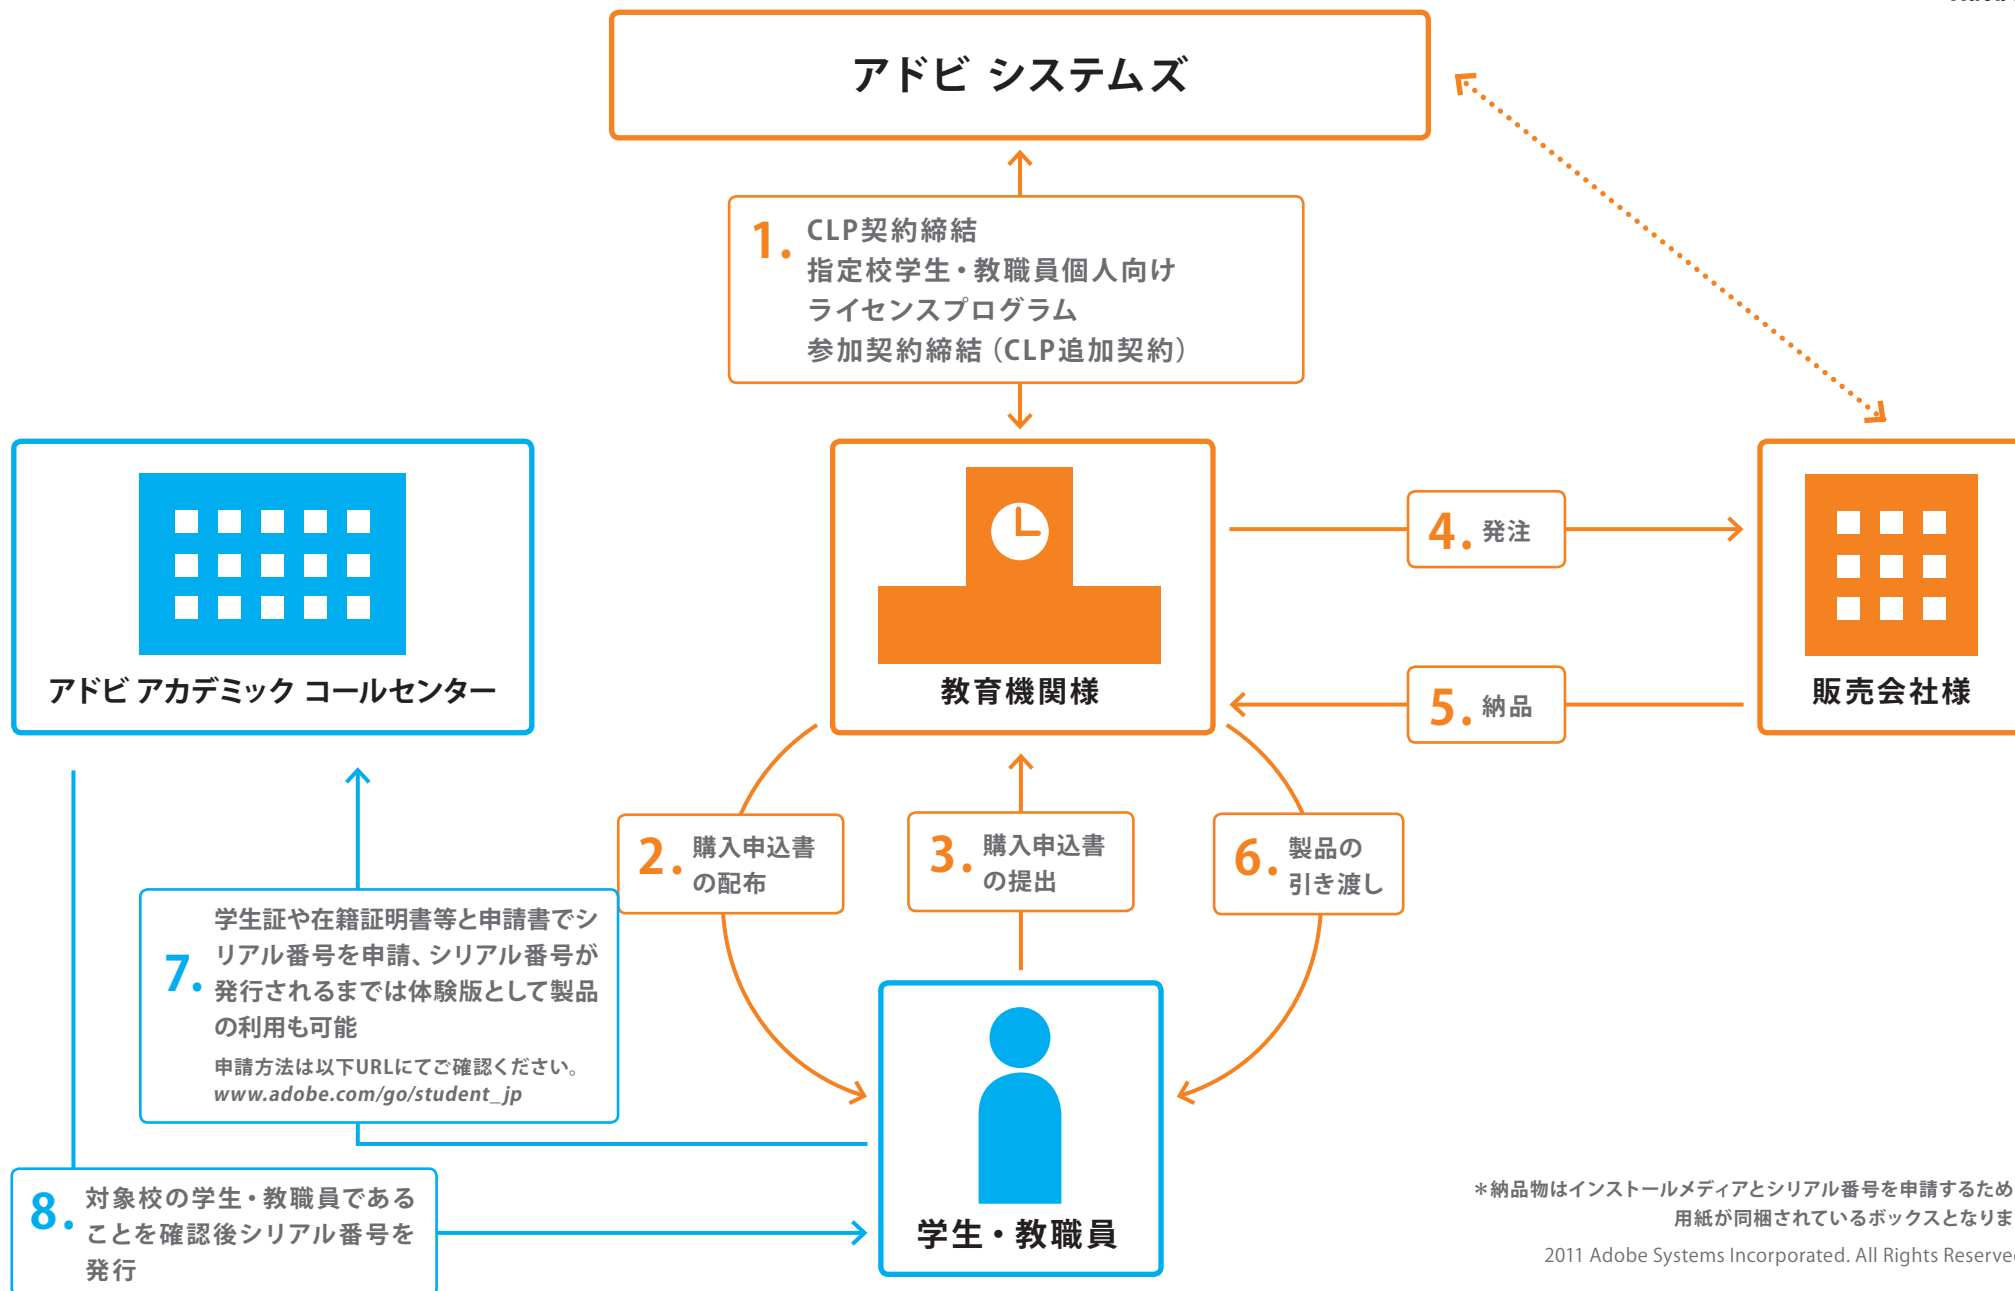 アドビ システムズ
1. CLP契約締結
指定校学生・教職員個人向け
ライセンスプログラム
参加契約締結（CLP追加契約）
アドビ アカデミック コールセンター
教育機関様
4. 発注
5. 納品
販売会社様
2. 購入申込書
の配布
3. 購入申込書
の提出
6. 製品の
引き渡し
7. 学生証や在籍証明書等と申請書でシ
リアル番号を申請、シリアル番号が
発行されるまでは体験版として製品
の利用も可能
申請方法は以下URLにてご確認ください。
www.adobe.com/go/student_jp
8. 対象校の学生・教職員である
ことを確認後シリアル番号を
発行
学生・教職員
＊納品物はインストールメディアとシリアル番号を申請するため
用紙が同梱されているボックスとなりま
2011 Adobe Systems Incorporated. All Rights Reserve